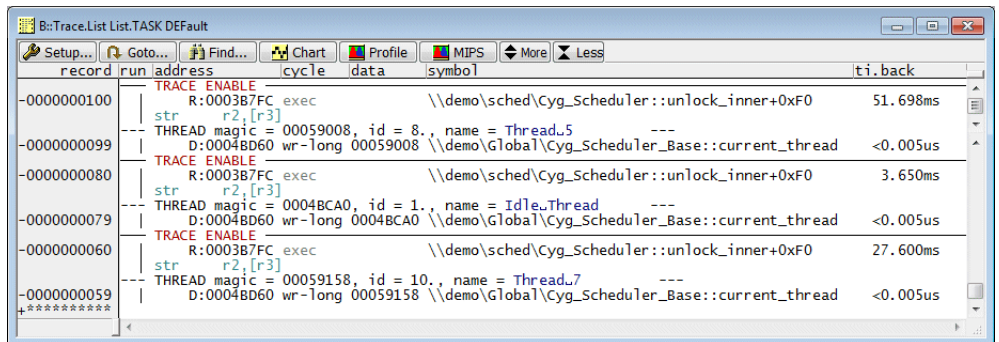 B::Trace.List List.TASK DEFault
Setup... Goto... Find... Chart Profile MIPS More Less
record run address cycle data symbol ti.back
TRACE ENABLE
-0000000100 R:0003B7FC exec \\demo\sched\Cyg_Scheduler::unlock_inner+0xF0 51.698ms
str r2,[r3]
--- THREAD magic = 00059008, id = 8., name = Thread 5 ---
-0000000099 D:0004BD60 wr-long 00059008 \\demo\Global\Cyg_Scheduler_Base::current_thread <0.005us
TRACE ENABLE
-0000000080 R:0003B7FC exec \\demo\sched\Cyg_Scheduler::unlock_inner+0xF0 3.650ms
str r2,[r3]
--- THREAD magic = 0004BCA0, id = 1., name = Idle Thread ---
-0000000079 D:0004BD60 wr-long 0004BCA0 \\demo\Global\Cyg_Scheduler_Base::current_thread <0.005us
TRACE ENABLE
-0000000060 R:0003B7FC exec \\demo\sched\Cyg_Scheduler::unlock_inner+0xF0 27.600ms
str r2,[r3]
--- THREAD magic = 00059158, id = 10., name = Thread 7 ---
-0000000059 D:0004BD60 wr-long 00059158 \\demo\Global\Cyg_Scheduler_Base::current_thread <0.005us
+**********